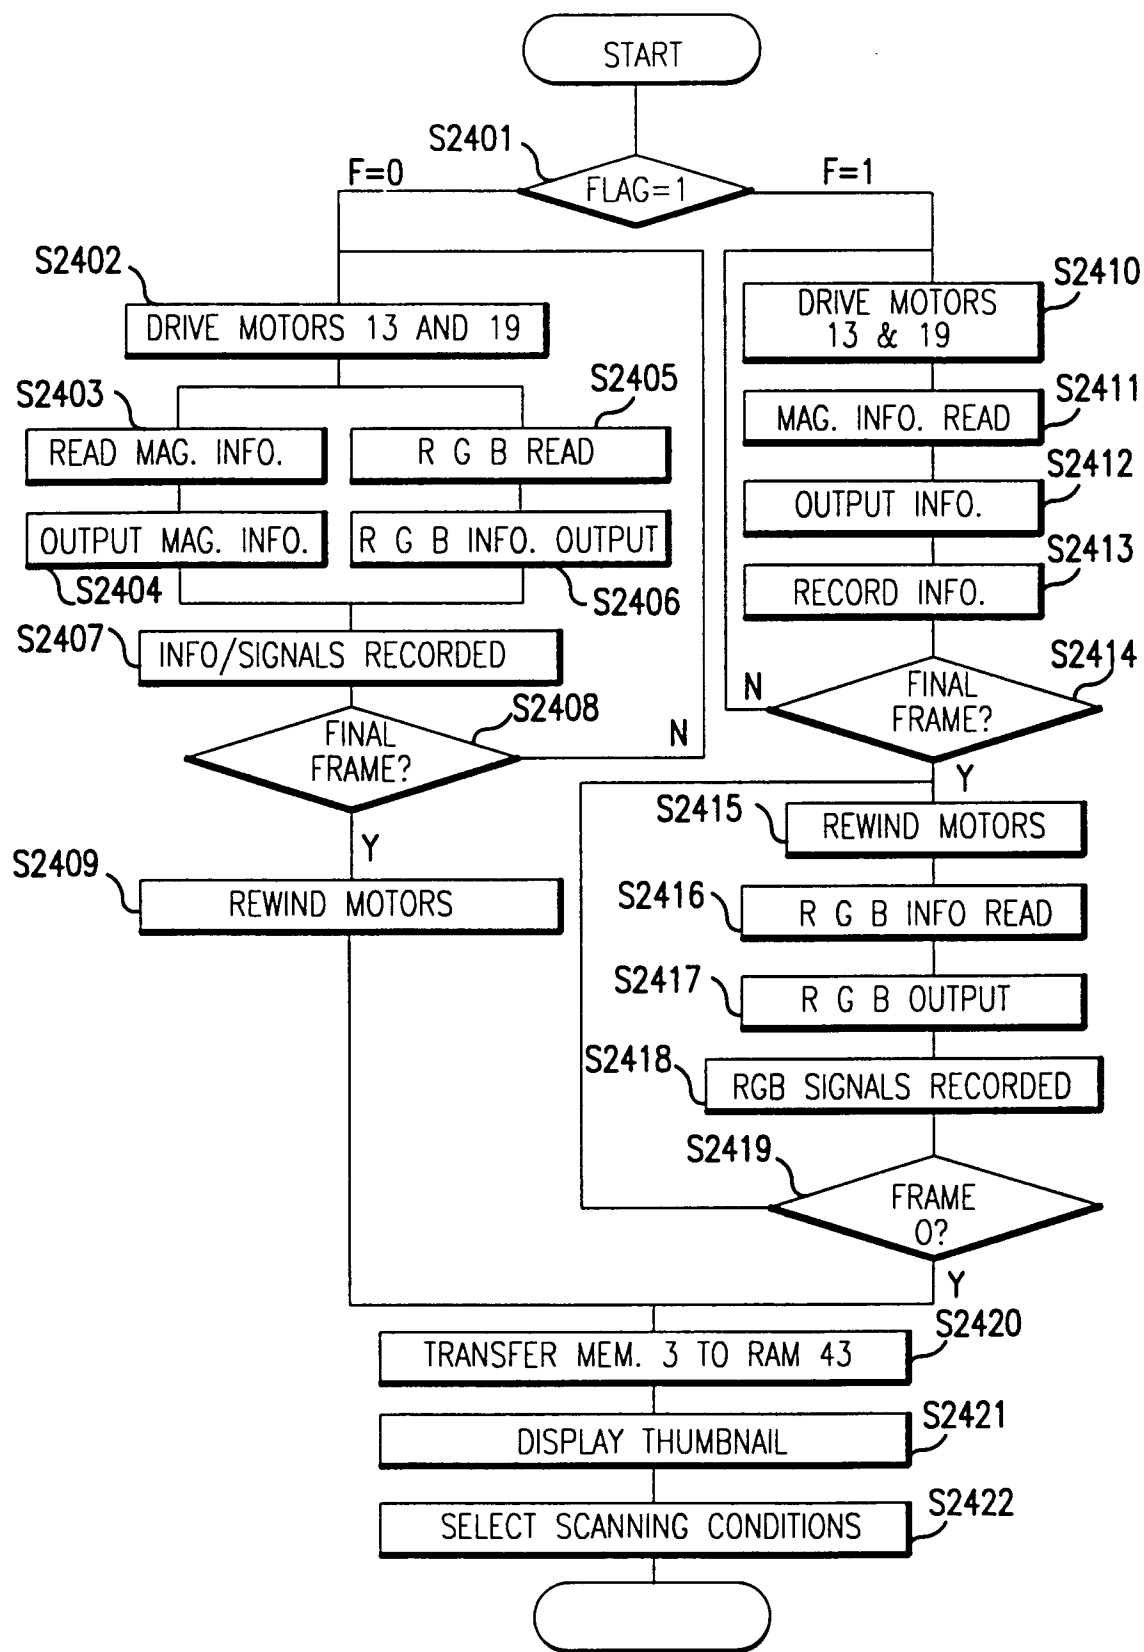 START
S2401
F=0
FLAG=1
F=1
S2402
DRIVE MOTORS 13 AND 19
S2403
READ MAG. INFO.
S2405
R G B READ
OUTPUT MAG. INFO.
S2404
R G B INFO. OUTPUT
S2406
S2407
INFO/SIGNALS RECORDED
S2408
FINAL
FRAME?
N
Y
S2409
REWIND MOTORS
S2410
DRIVE MOTORS
13 & 19
S2411
MAG. INFO. READ
S2412
OUTPUT INFO.
S2413
RECORD INFO.
S2414
FINAL
FRAME?
N
Y
S2415
REWIND MOTORS
S2416
R G B INFO READ
S2417
R G B OUTPUT
S2418
RGB SIGNALS RECORDED
S2419
FRAME
0?
Y
S2420
TRANSFER MEM. 3 TO RAM 43
S2421
DISPLAY THUMBNAIL
S2422
SELECT SCANNING CONDITIONS